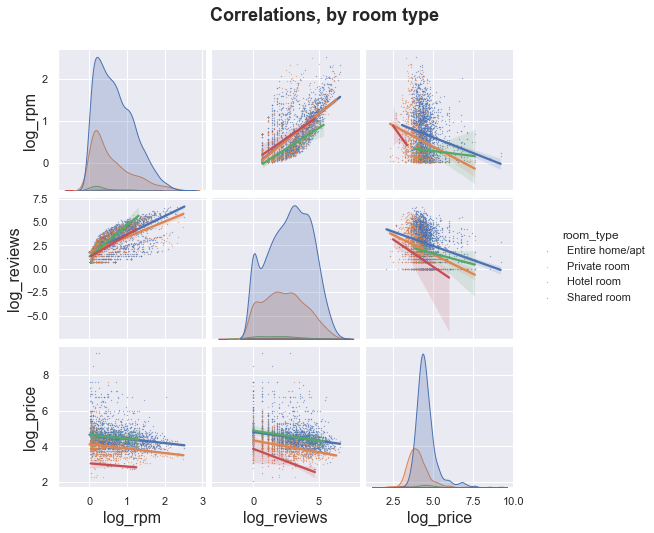 Correlations, by room type
log_rpm
2
1
0
log_reviews
7.5
5.0
2.5
0.0
−2.5
−5.0
room_type
Entire home/apt
Private room
Hotel room
Shared room
log_price
8
6
4
2
0 1 2 3
0 5
2.5 5.0 7.5 10.0
log_rpm log_reviews log_price